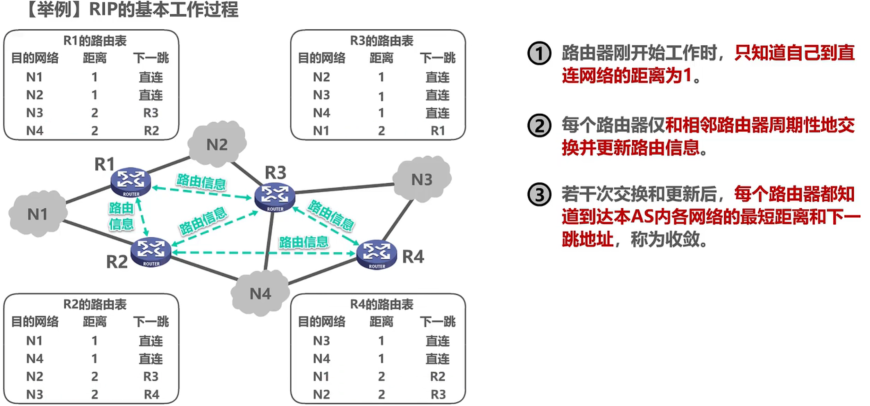 【举例】RIP的基本工作过程
R1的路由表
目的网络 距离 下一跳
N1 1 直连
N2 1 直连
N3 2 R3
N4 2 R2
R3的路由表
目的网络 距离 下一跳
N2 1 直连
N3 1 直连
N4 1 直连
N1 2 R1
N2
R1
ROUTER
路由信息
R3
ROUTER
N3
N1
路由
信息
路由信息
路由信息
路由信息
R2
ROUTER
R4
ROUTER
N4
R2的路由表
目的网络 距离 下一跳
N1 1 直连
N4 1 直连
N2 2 R3
N3 2 R4
R4的路由表
目的网络 距离 下一跳
N3 1 直连
N4 1 直连
N1 2 R2
N2 2 R3
1 路由器刚开始工作时，只知道自己到直
连网络的距离为1。
2 每个路由器仅和相邻路由器周期性地交
换并更新路由信息。
3 若干次交换和更新后，每个路由器都知
道到达本AS内各网络的最短距离和下一
跳地址，称为收敛。